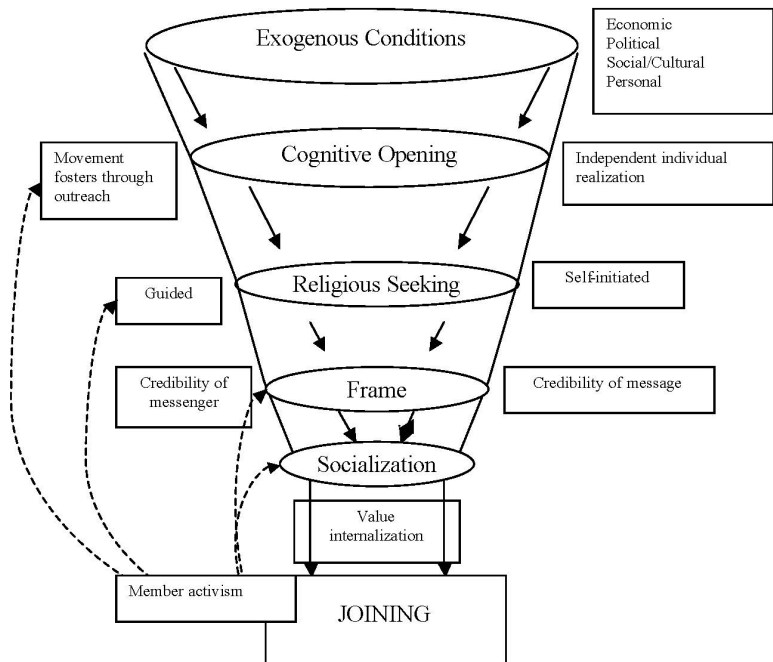 Exogenous Conditions
Economic
Political
Social/Cultural
Personal
Movement
fosters through
outreach
Cognitive Opening
Independent individual
realization
Guided
Religious Seeking
Self-initiated
Credibility of
messenger
Frame
Credibility of message
Socialization
Value
internalization
Member activism
JOINING